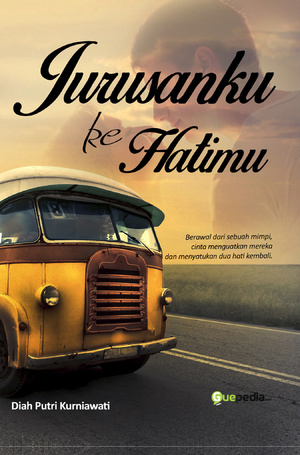 Jurusanku
ke
Hatimu
Berawal dari sebuah mimpi,
cinta menguatkan mereka
dan menyatukan dua hati kembali.
Diah Putri Kurniawati
Guepedia